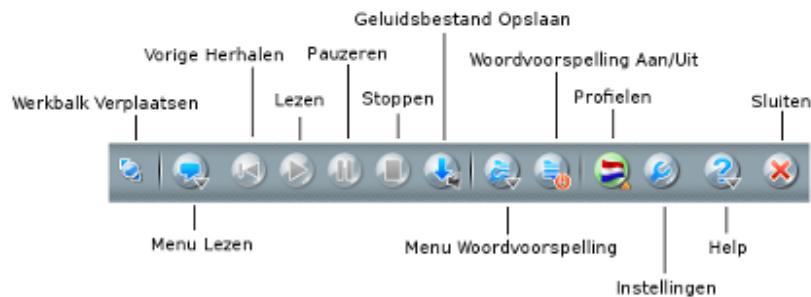 Geluidsbestand Opslaan
Vorige Herhalen
Pauzeren
Woordvoorspelling Aan/Uit
Werkbalk Verplaatsen
Lezen
Stoppen
Profielen
Sluiten
Menu Lezen
Menu Woordvoorspelling
Help
Instellingen